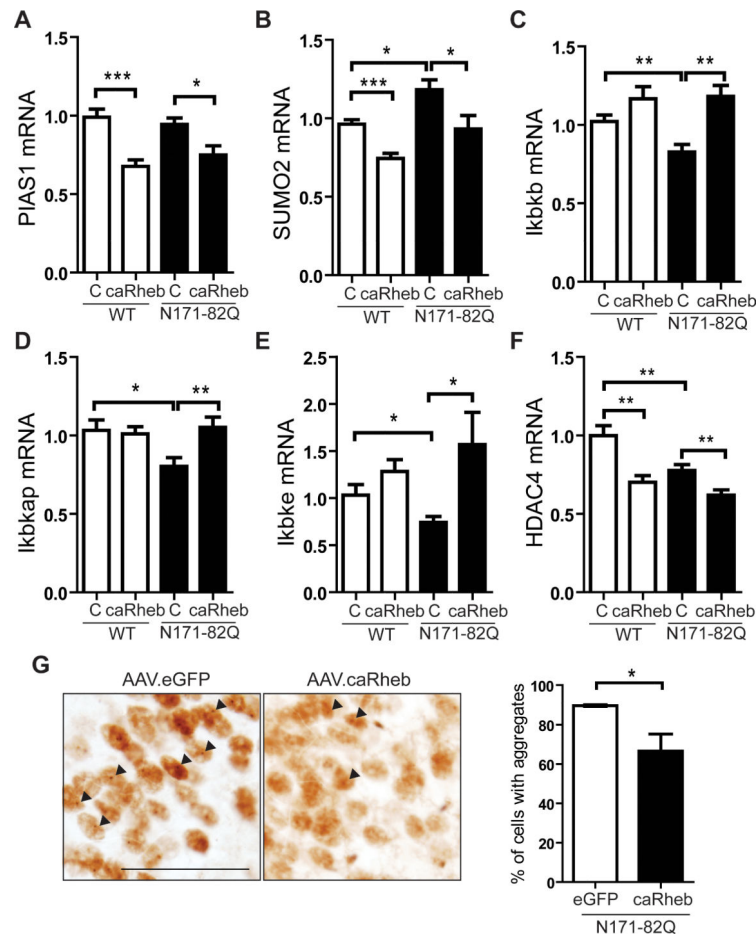 A
PIAS1 mRNA
1.5
1.0
0.5
0.0
***
*
C caRheb C caRheb
WT N171-82Q
B
SUMO2 mRNA
1.5
1.0
0.5
0.0
*
*
***
C caRheb C caRheb
WT N171-82Q
C
Ikbkb mRNA
1.5
1.0
0.5
0.0
**
**
C caRheb C caRheb
WT N171-82Q
D
Ikbkap mRNA
1.5
1.0
0.5
0.0
*
**
C caRheb C caRheb
WT N171-82Q
E
Ikbke mRNA
2.5
2.0
1.5
1.0
0.5
0.0
*
*
C caRheb C caRheb
WT N171-82Q
F
HDAC4 mRNA
1.5
1.0
0.5
0.0
**
**
**
C caRheb C caRheb
WT N171-82Q
G
AAV.eGFP AAV.caRheb
% of cells with aggregates
100
80
60
40
20
0
*
eGFP caRheb
N171-82Q